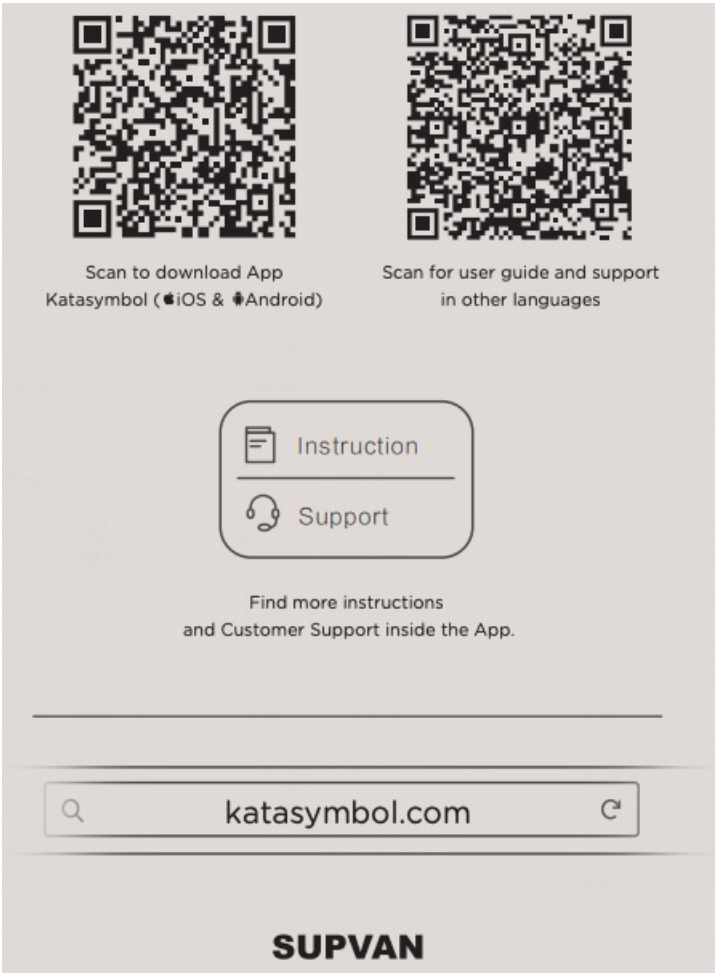 Scan to download App
Katasymbol (iOS & Android)
Scan for user guide and support
in other languages
Instruction
Support
Find more instructions
and Customer Support inside the App.
katasymbol.com
SUPVAN